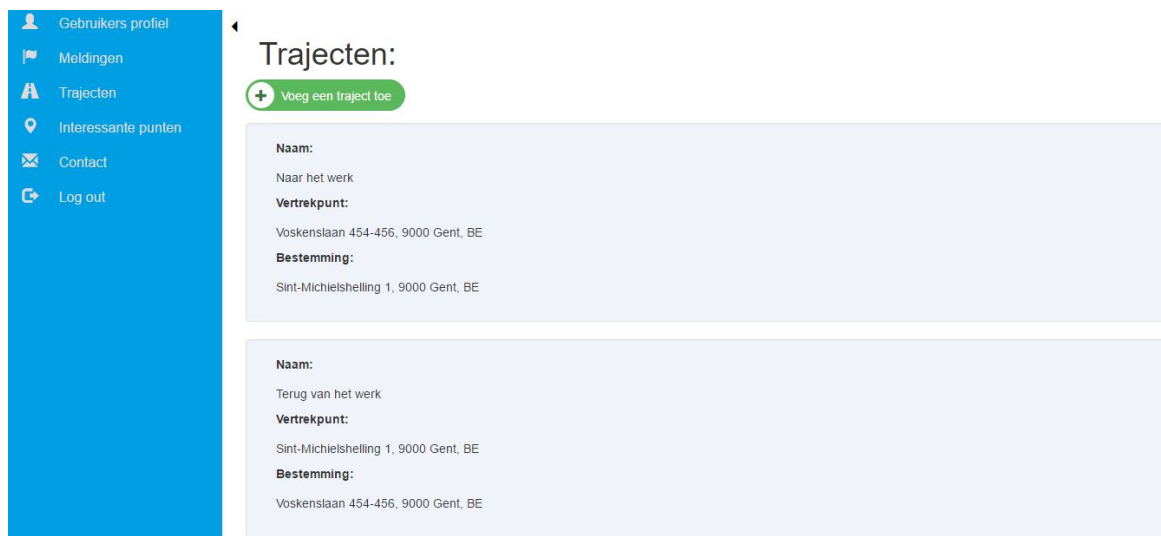 Gebruikers profiel
Meldingen
Trajecten
Interessante punten
Contact
Log out
Trajecten:
Voeg een traject toe
Naam:
Naar het werk
Vertrekpunt:
Voskenslaan 454-456, 9000 Gent, BE
Bestemming:
Sint-Michielshelling 1, 9000 Gent, BE
Naam:
Terug van het werk
Vertrekpunt:
Sint-Michielshelling 1, 9000 Gent, BE
Bestemming:
Voskenslaan 454-456, 9000 Gent, BE